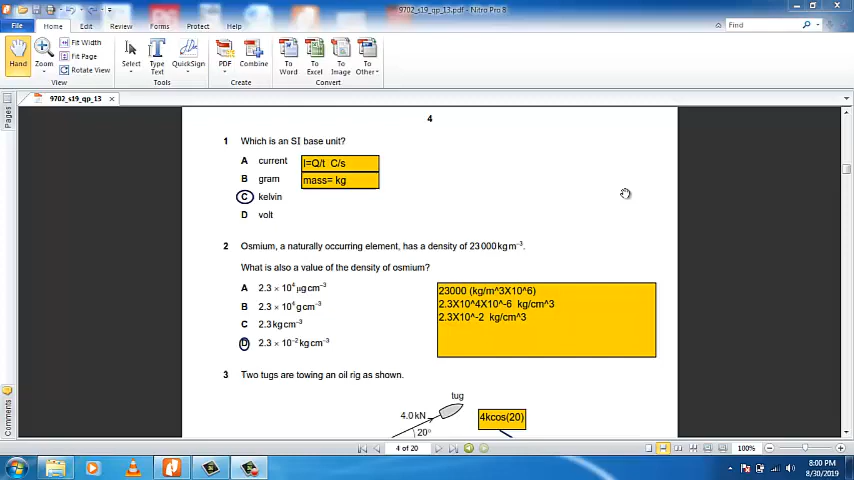 9702_s19_qp_13.pdf - Nitro Pro 8
File
Home
Edit
Review
Forms
Protect
Help
Find
Hand
Zoom
Fit Width
Fit Page
Rotate View
View
Select
Type Text
QuickSign
Tools
PDF
Combine
Create
To Word
To Excel
To Image
To Other
Convert
9702_s19_qp_13
Pages
Comments
4
1 Which is an SI base unit?
A current I=Q/t C/s
B gram mass= kg
C kelvin
D volt
2 Osmium, a naturally occurring element, has a density of 23 000 kg m⁻³.
What is also a value of the density of osmium?
A 2.3 × 10⁴ μg cm⁻³
B 2.3 × 10⁴ g cm⁻³
C 2.3 kg cm⁻³
D 2.3 × 10⁻² kg cm⁻³
23000 (kg/m^3X10^6)
2.3X10^4X10^-6 kg/cm^3
2.3X10^-2 kg/cm^3
3 Two tugs are towing an oil rig as shown.
tug
4.0 kN
20°
4kcos(20)
4 of 20
100%
8:00 PM
8/30/2019